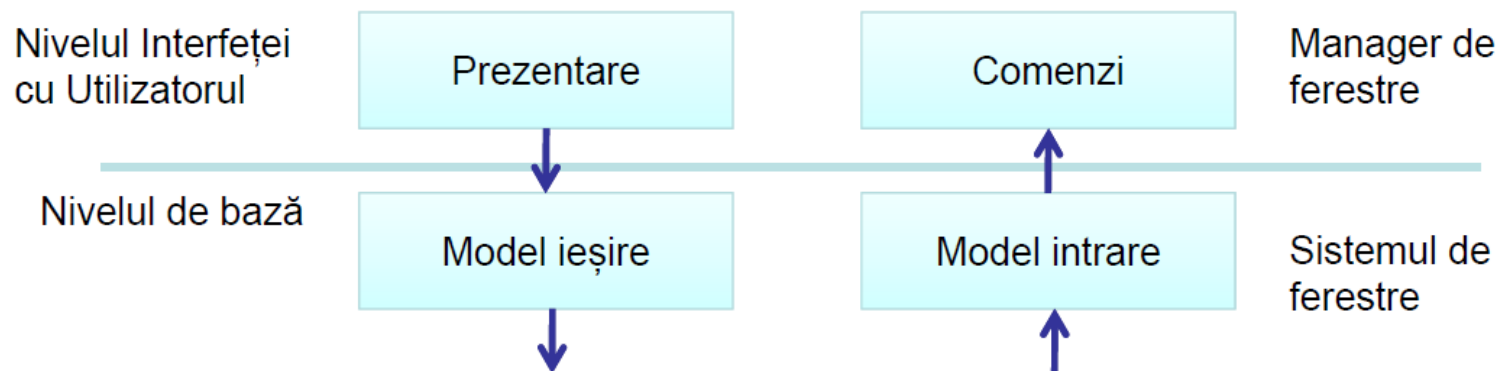 Nivelul Interfeței
cu Utilizatorul
Prezentare
Comenzi
Manager de
ferestre
Nivelul de bază
Model ieșire
Model intrare
Sistemul de
ferestre